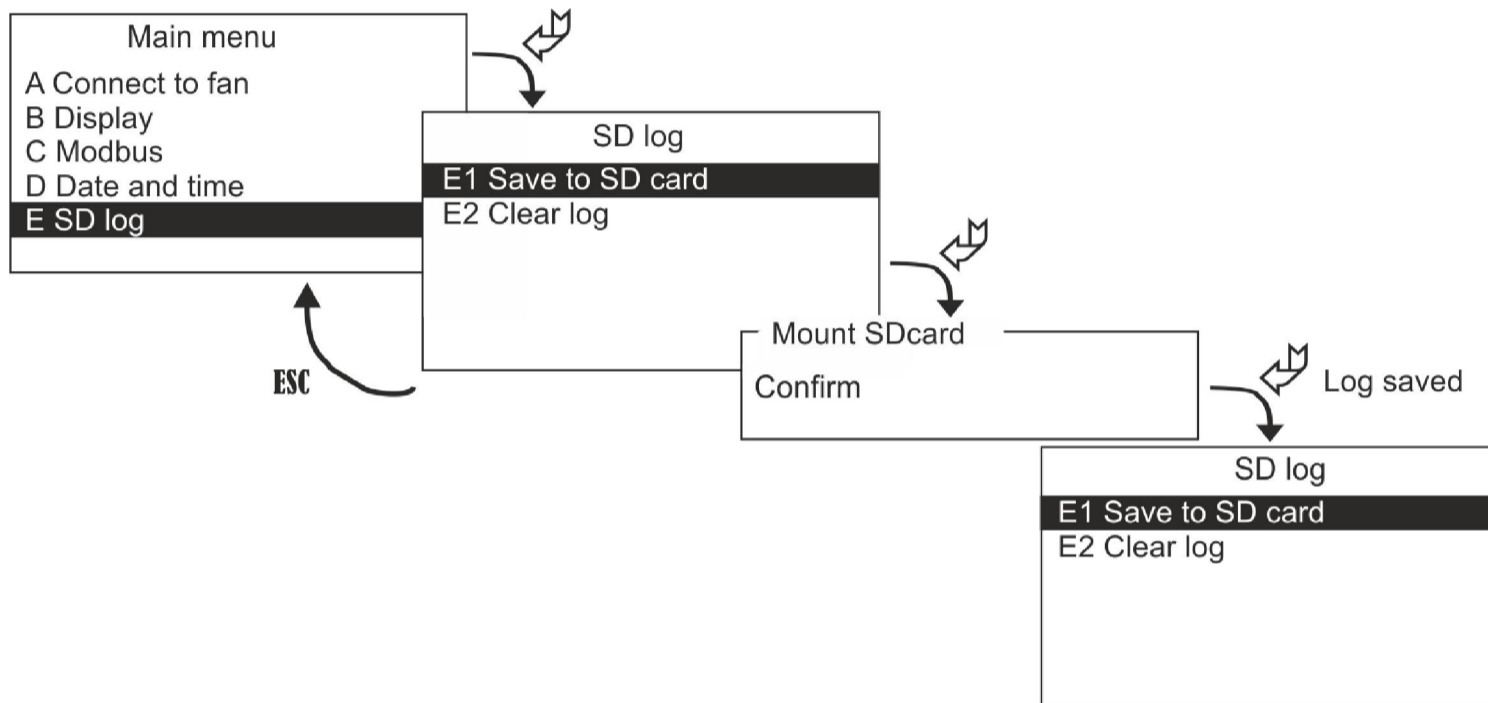 Main menu
A Connect to fan
B Display
C Modbus
D Date and time
E SD log
SD log
E1 Save to SD card
E2 Clear log
ESC
Mount SDcard
Confirm
Log saved
SD log
E1 Save to SD card
E2 Clear log